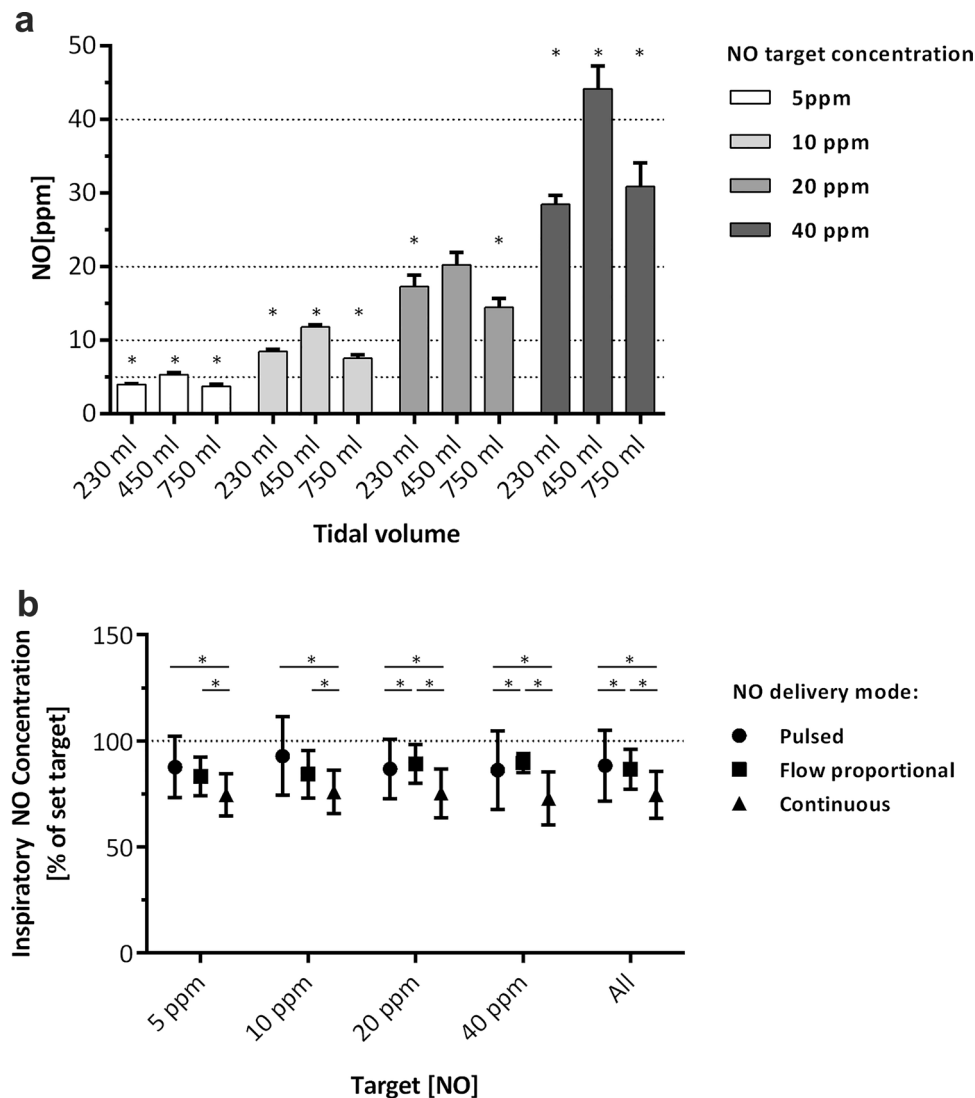 a
NO[ppm]
50
40
30
20
10
0
* * * * * * * * * * *
230 ml 450 ml 750 ml 230 ml 450 ml 750 ml 230 ml 450 ml 750 ml 230 ml 450 ml 750 ml
Tidal volume
NO target concentration
5ppm
10 ppm
20 ppm
40 ppm
b
Inspiratory NO Concentration
[% of set target]
150
100
50
0
* * * * *
* * * * * * * *
5 ppm 10 ppm 20 ppm 40 ppm All
Target [NO]
NO delivery mode:
Pulsed
Flow proportional
Continuous